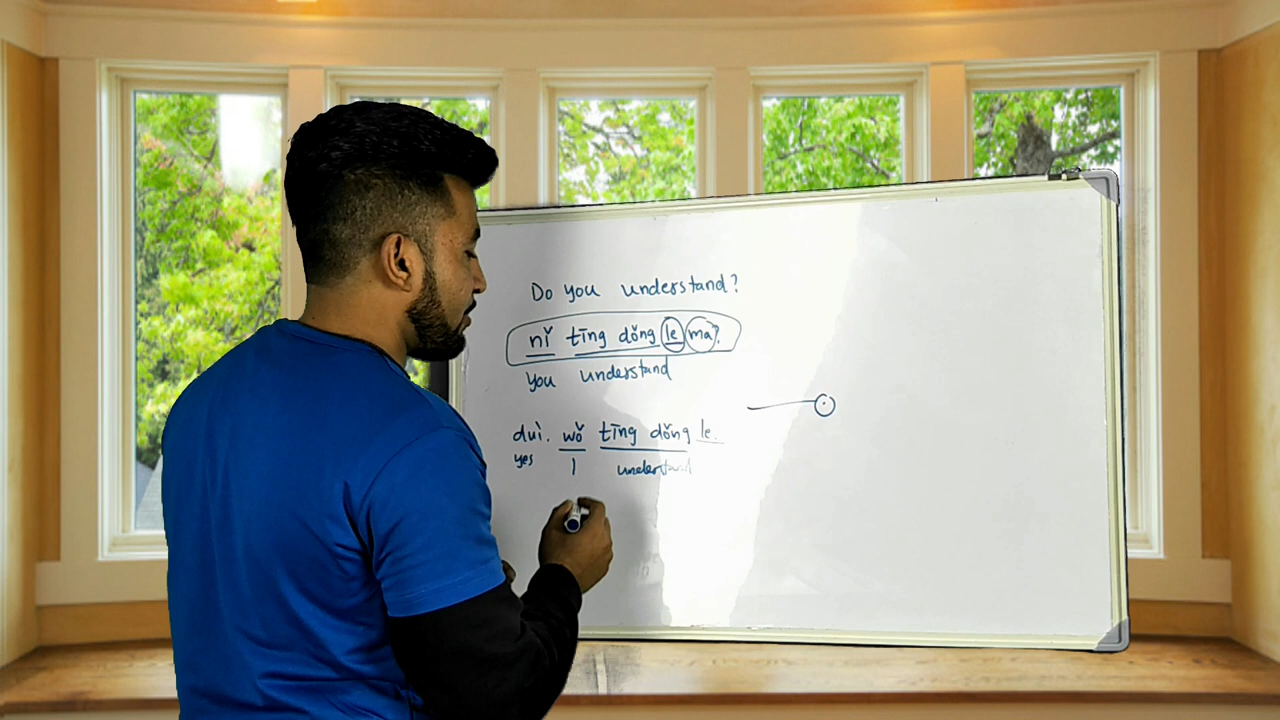 Do you understand?
nǐ tīng dǒng le ma?
you understand
duì. wǒ tīng dǒng le.
yes I understand